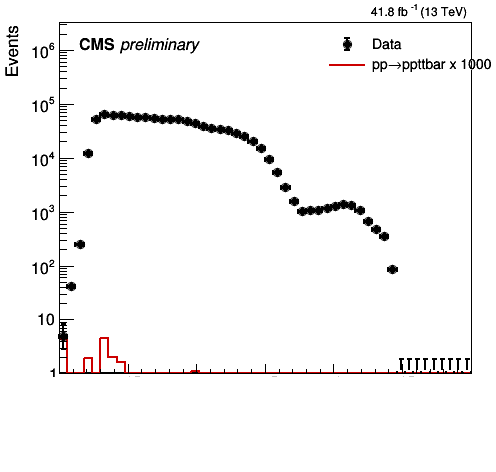 41.8 fb⁻¹ (13 TeV)
Events
CMS preliminary
Data
pp→ppttbar x 1000
10⁶
10⁵
10⁴
10³
10²
10
1